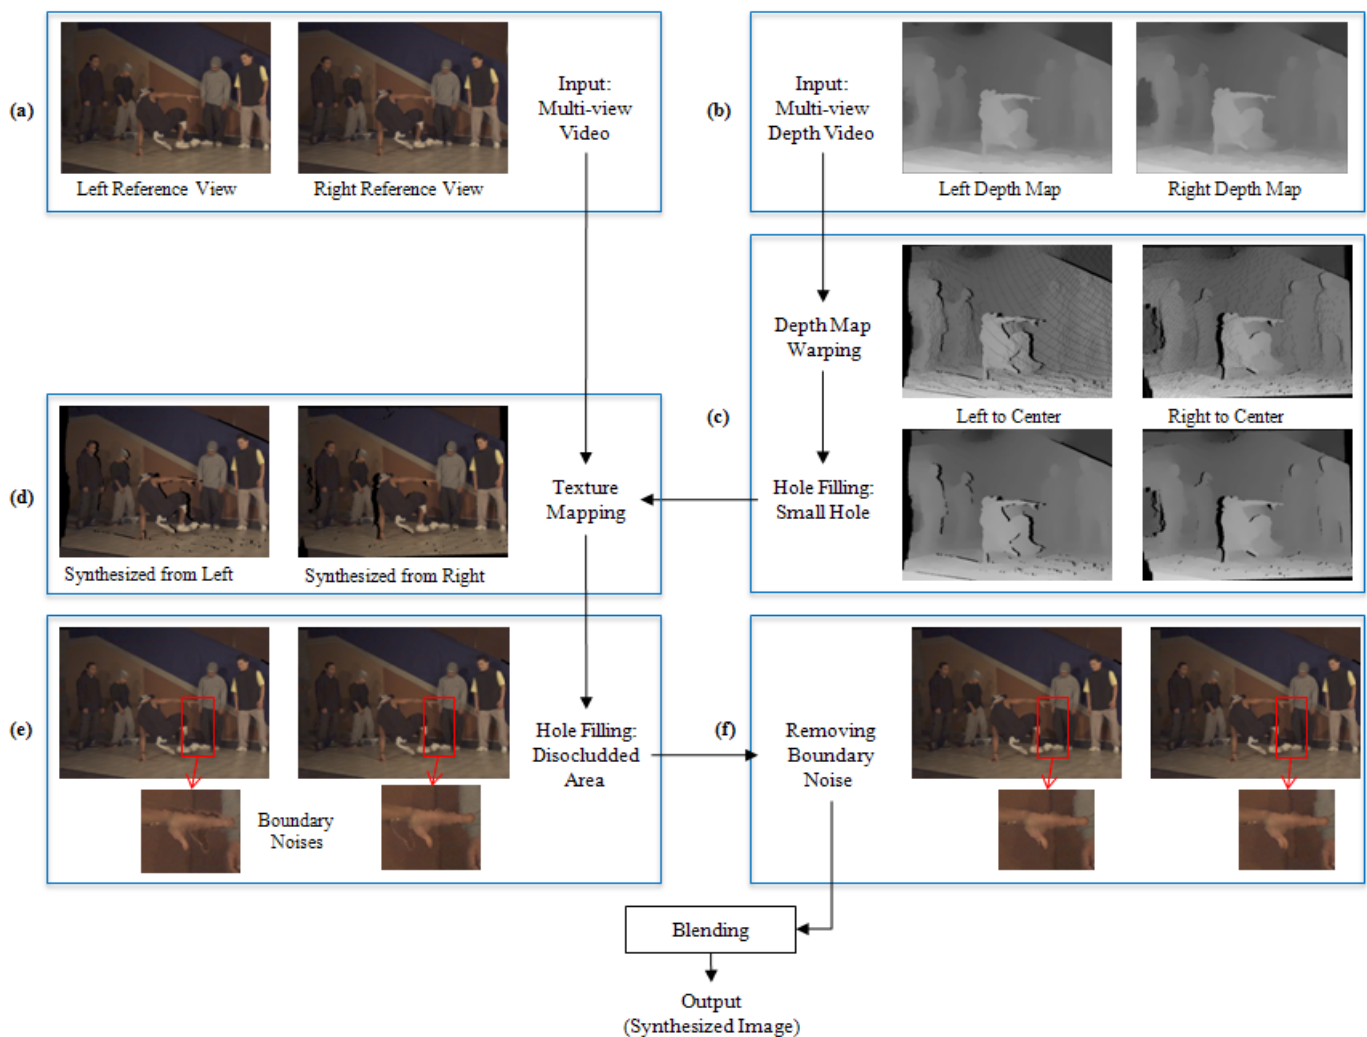 (a)
Left Reference View
Right Reference View
Input:
Multi-view
Video
(b)
Input:
Multi-view
Depth Video
Left Depth Map
Right Depth Map
(c)
Depth Map
Warping
Left to Center
Right to Center
Hole Filling:
Small Hole
(d)
Synthesized from Left
Synthesized from Right
Texture
Mapping
(e)
Boundary
Noises
Hole Filling:
Disocludded
Area
(f)
Removing
Boundary
Noise
Blending
Output
(Synthesized Image)